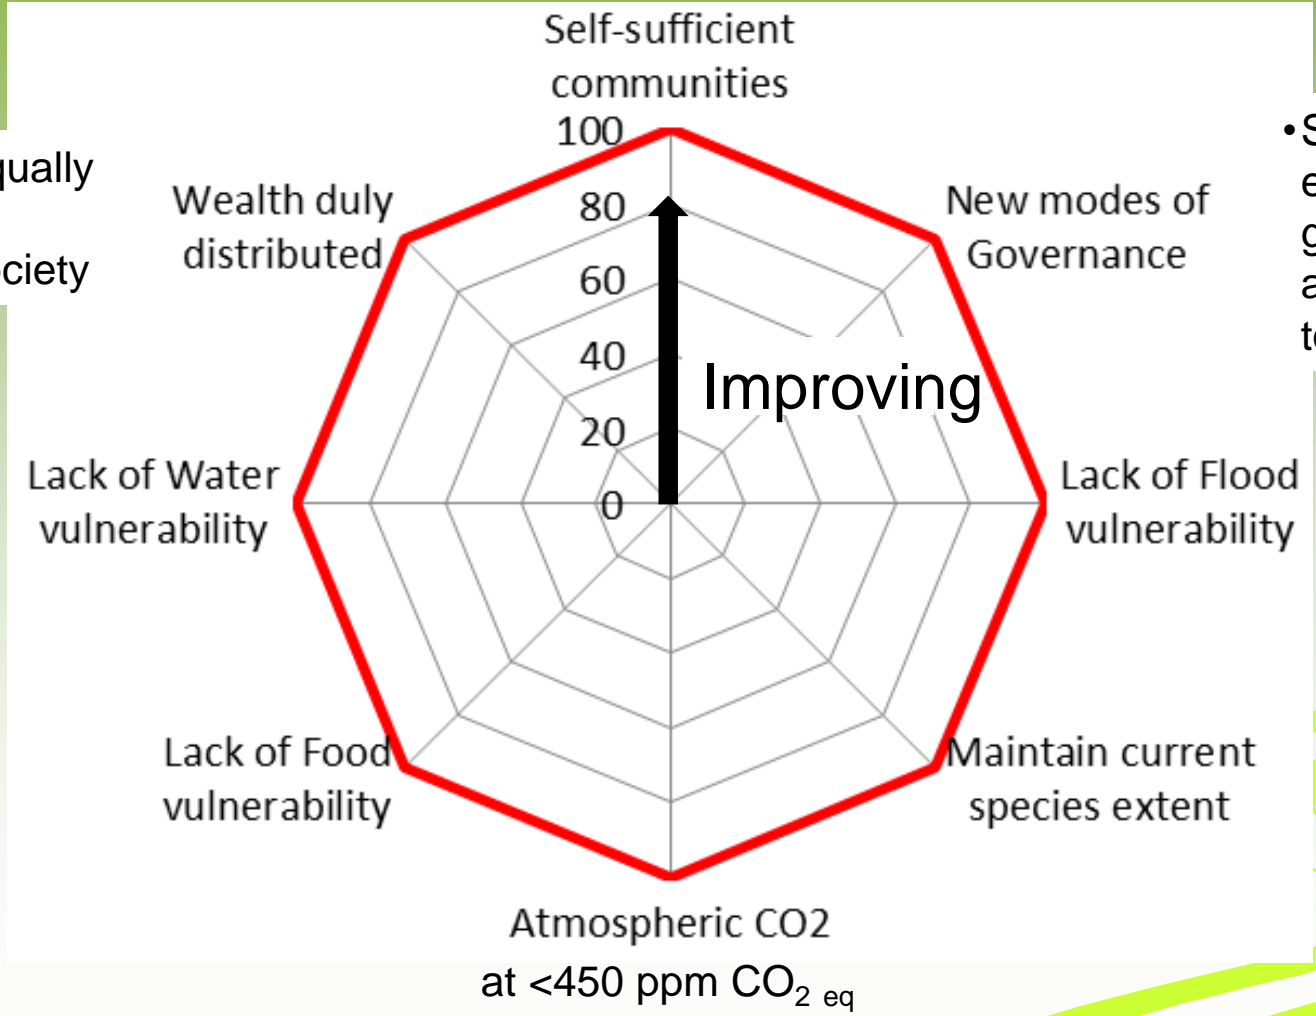 Self-sufficient
communities
100
80
60
40
20
0
New modes of
Governance
Lack of Flood
vulnerability
Maintain current
species extent
Atmospheric CO2
at <450 ppm CO₂ eq
Lack of Food
vulnerability
Lack of Water
vulnerability
Wealth duly
distributed
Improving